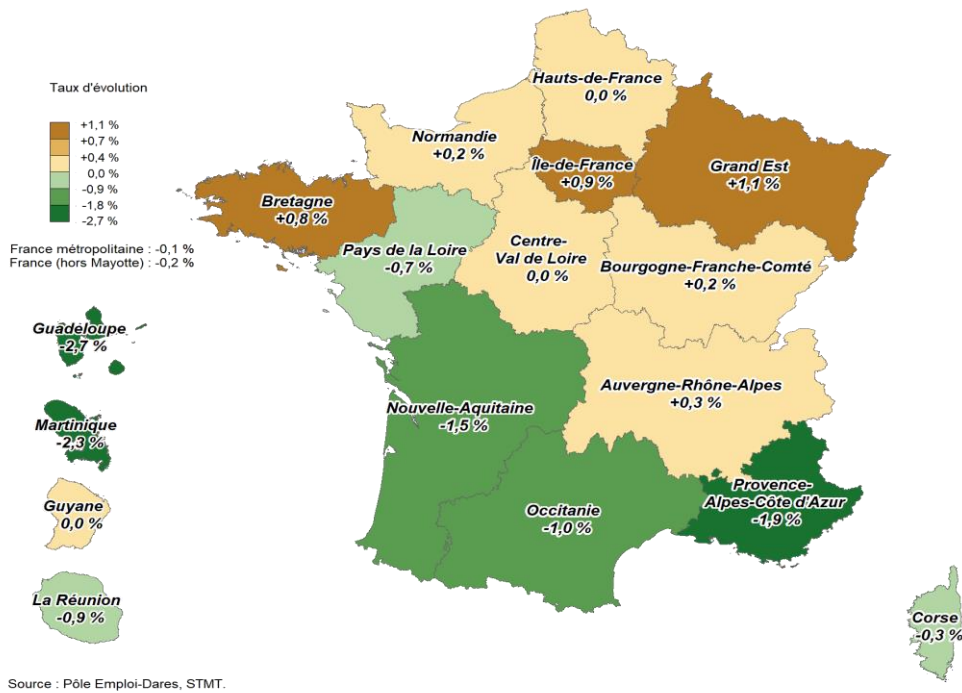 Taux d'évolution
+1,1 %
+0,7 %
+0,4 %
0,0 %
-0,9 %
-1,8 %
-2,7 %
France métropolitaine : -0,1 %
France (hors Mayotte) : -0,2 %
Hauts-de-France
0,0 %
Normandie
+0,2 %
Île-de-France
+0,9 %
Grand Est
+1,1 %
Bretagne
+0,8 %
Pays de la Loire
-0,7 %
Centre-
Val de Loire
0,0 %
Bourgogne-Franche-Comté
+0,2 %
Guadeloupe
-2,7 %
Auvergne-Rhône-Alpes
+0,3 %
Nouvelle-Aquitaine
-1,5 %
Martinique
-2,3 %
Guyane
0,0 %
Occitanie
-1,0 %
Provence-
Alpes-Côte d'Azur
-1,9 %
La Réunion
-0,9 %
Corse
-0,3 %
Source : Pôle Emploi-Dares, STMT.